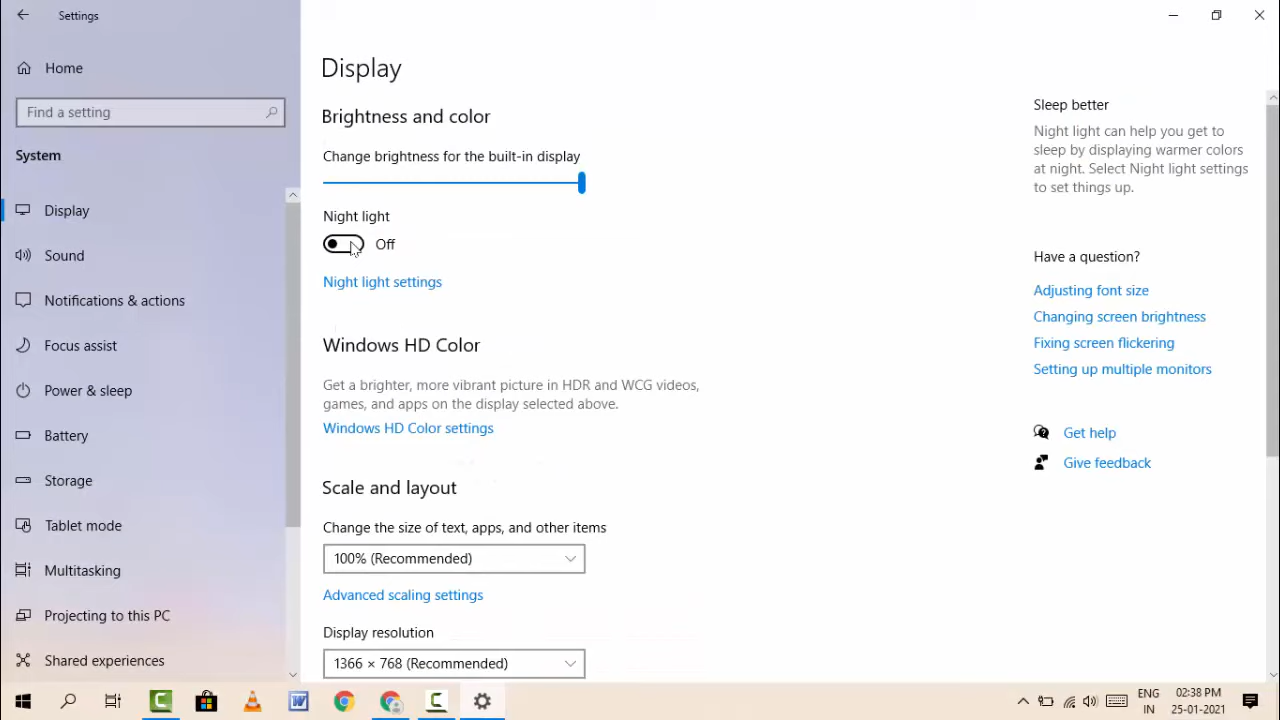 Settings
Home
Find a setting
System
Display
Sound
Notifications & actions
Focus assist
Power & sleep
Battery
Storage
Tablet mode
Multitasking
Projecting to this PC
Shared experiences
Display
Brightness and color
Change brightness for the built-in display
Night light
Off
Night light settings
Windows HD Color
Get a brighter, more vibrant picture in HDR and WCG videos,
games, and apps on the display selected above.
Windows HD Color settings
Scale and layout
Change the size of text, apps, and other items
100% (Recommended)
Advanced scaling settings
Display resolution
1366 × 768 (Recommended)
Sleep better
Night light can help you get to
sleep by displaying warmer colors
at night. Select Night light settings
to set things up.
Have a question?
Adjusting font size
Changing screen brightness
Fixing screen flickering
Setting up multiple monitors
Get help
Give feedback
ENG
IN
02:38 PM
25-01-2021